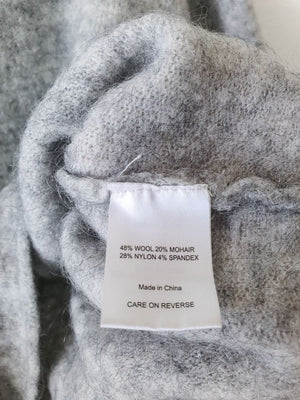 48% WOOL 20% MOHAIR
28% NYLON 4% SPANDEX
Made in China
CARE ON REVERSE